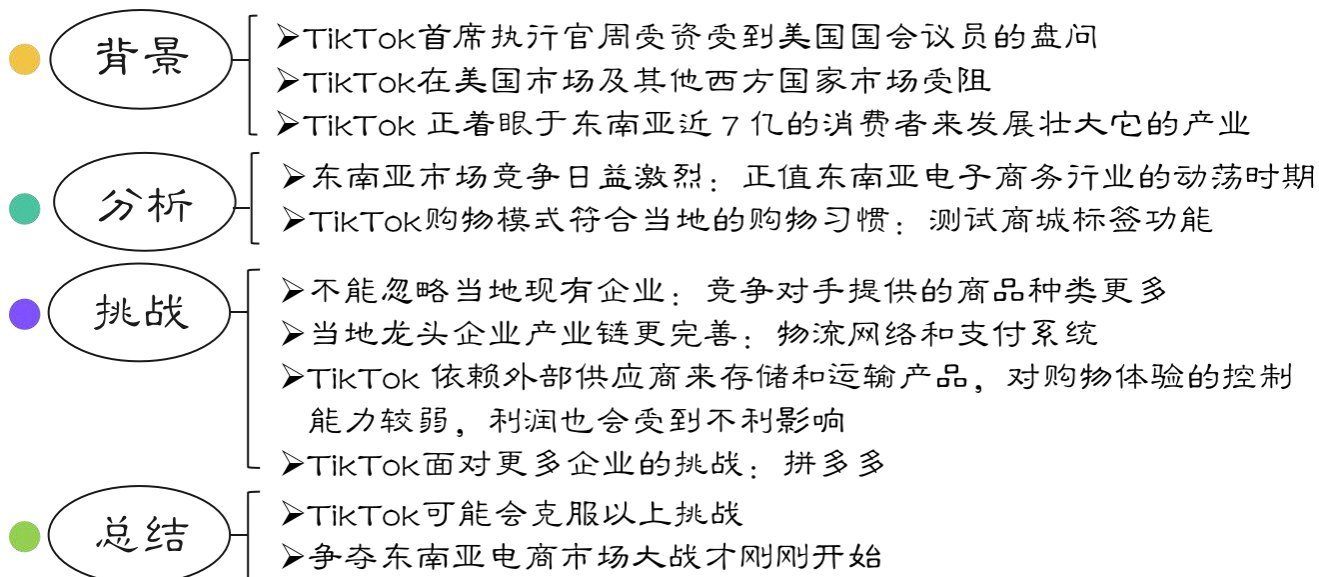 背景
➢TikTok首席执行官周受资受到美国国会议员的盘问
➢TikTok在美国市场及其他西方国家市场受阻
➢TikTok 正着眼于东南亚近 7 亿的消费者来发展壮大它的产业
分析
➢东南亚市场竞争日益激烈：正值东南亚电子商务行业的动荡时期
➢TikTok购物模式符合当地的购物习惯：测试商城标签功能
挑战
➢不能忽略当地现有企业：竞争对手提供的商品种类更多
➢当地龙头企业产业链更完善：物流网络和支付系统
➢TikTok 依赖外部供应商来存储和运输产品，对购物体验的控制
能力较弱，利润也会受到不利影响
➢TikTok面对更多企业的挑战：拼多多
总结
➢TikTok可能会克服以上挑战
➢争夺东南亚电商市场大战才刚刚开始